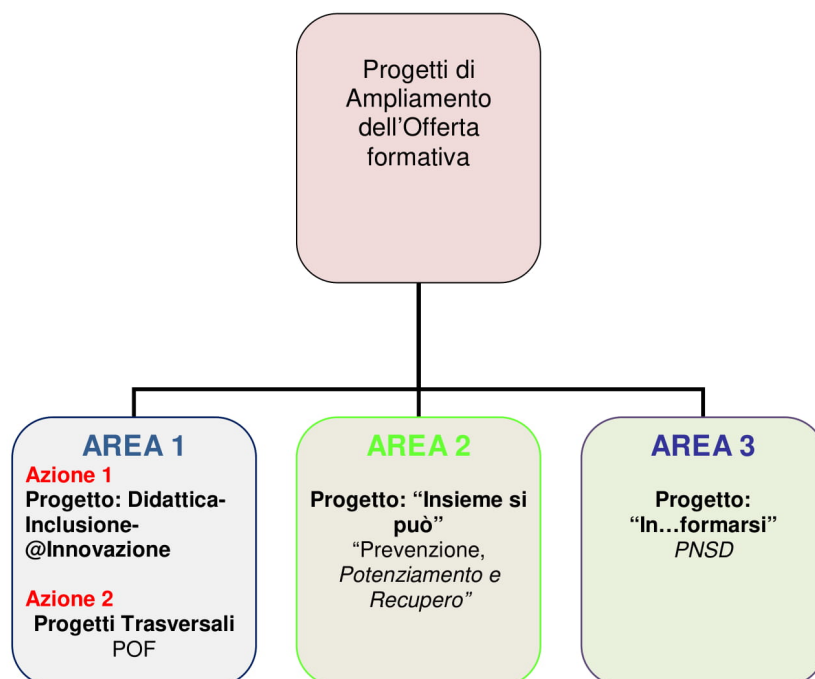 Progetti di
Ampliamento
dell'Offerta
formativa
AREA 1
Azione 1
Progetto: Didattica-
Inclusione-
@Innovazione
Azione 2
Progetti Trasversali
POF
AREA 2
Progetto: “Insieme si
può”
“Prevenzione,
Potenziamento e
Recupero”
AREA 3
Progetto:
“In…formarsi”
PNSD